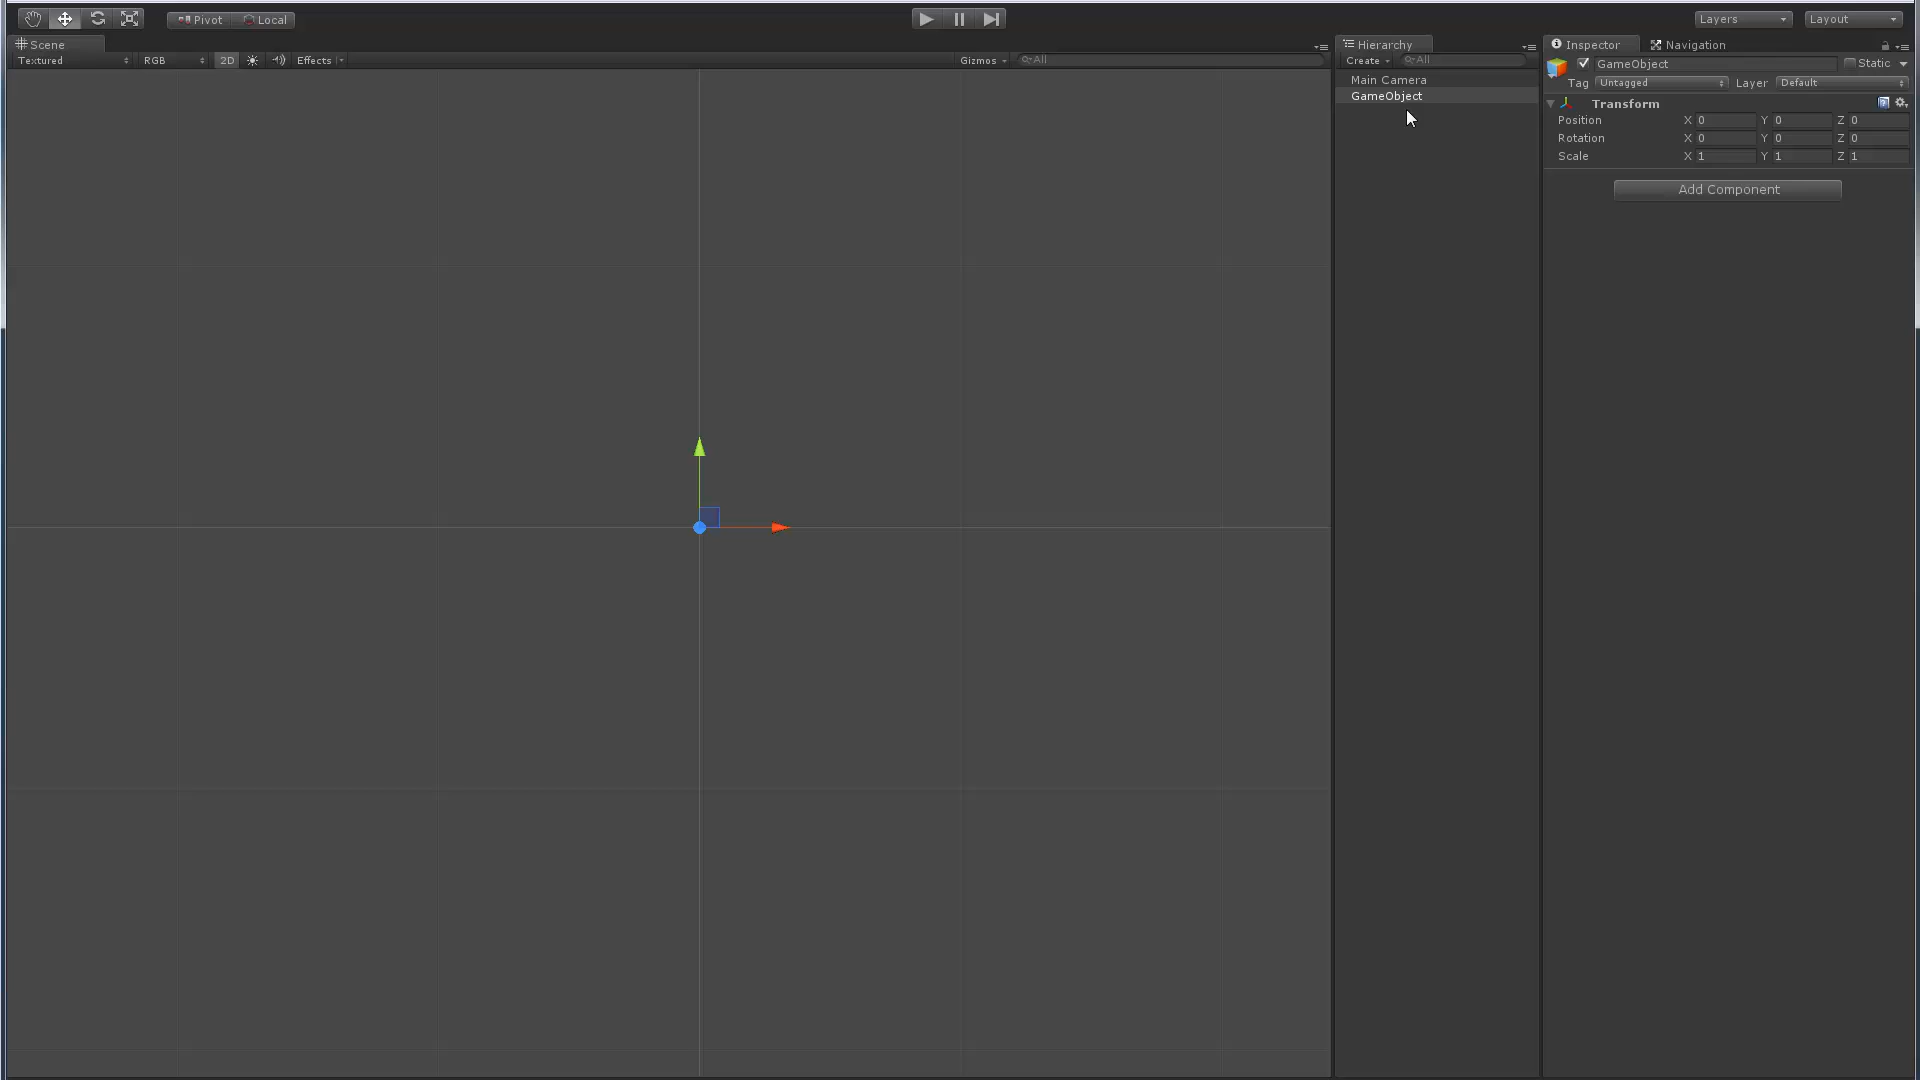 Pivot Local Layers Layout
Scene Hierarchy Inspector Navigation
Textured RGB 2D Effects Gizmos All Create All
GameObject Static
Main Camera
Tag Untagged Layer Default
GameObject
Transform
Position X 0 Y 0 Z 0
Rotation X 0 Y 0 Z 0
Scale X 1 Y 1 Z 1
Add Component